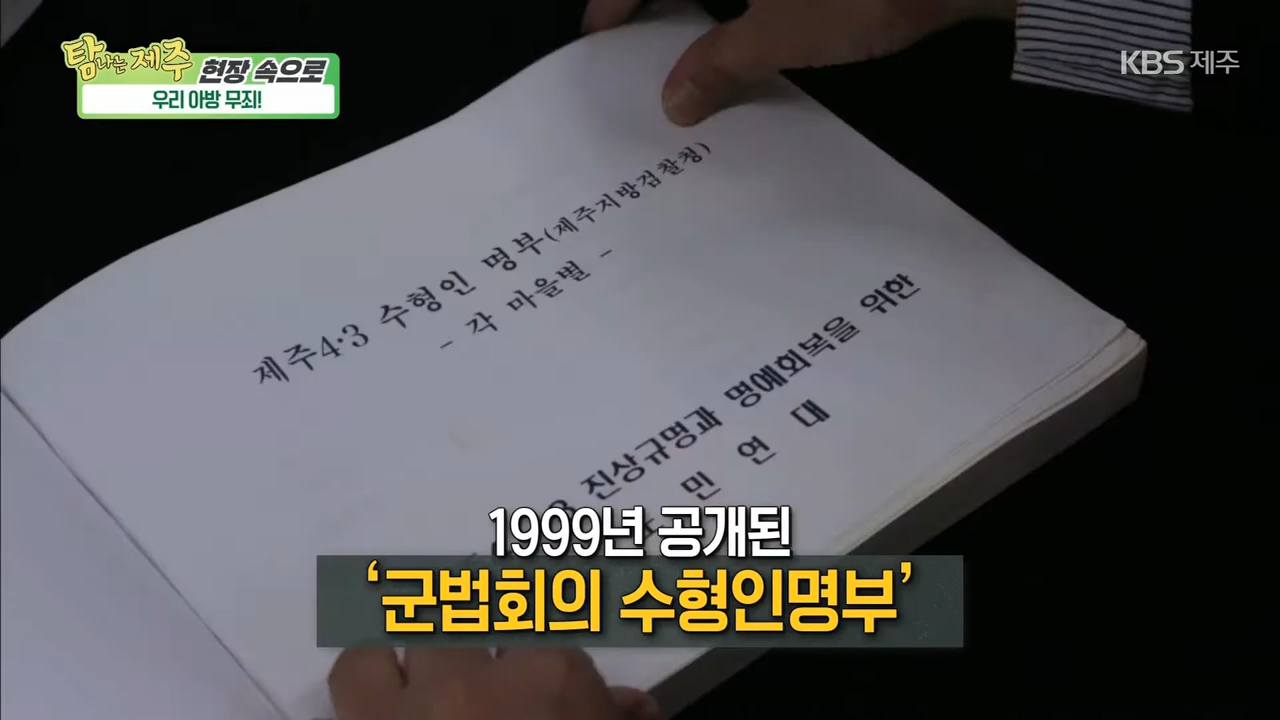 탐나는 제주
현장 속으로
우리 아방 무죄!
KBS 제주
제주4·3 수형인 명부(제주지방검찰청)
- 각 마을별 -
진상규명과 명예회복을 위한
민 연 대
1999년 공개된
‘군법회의 수형인명부’